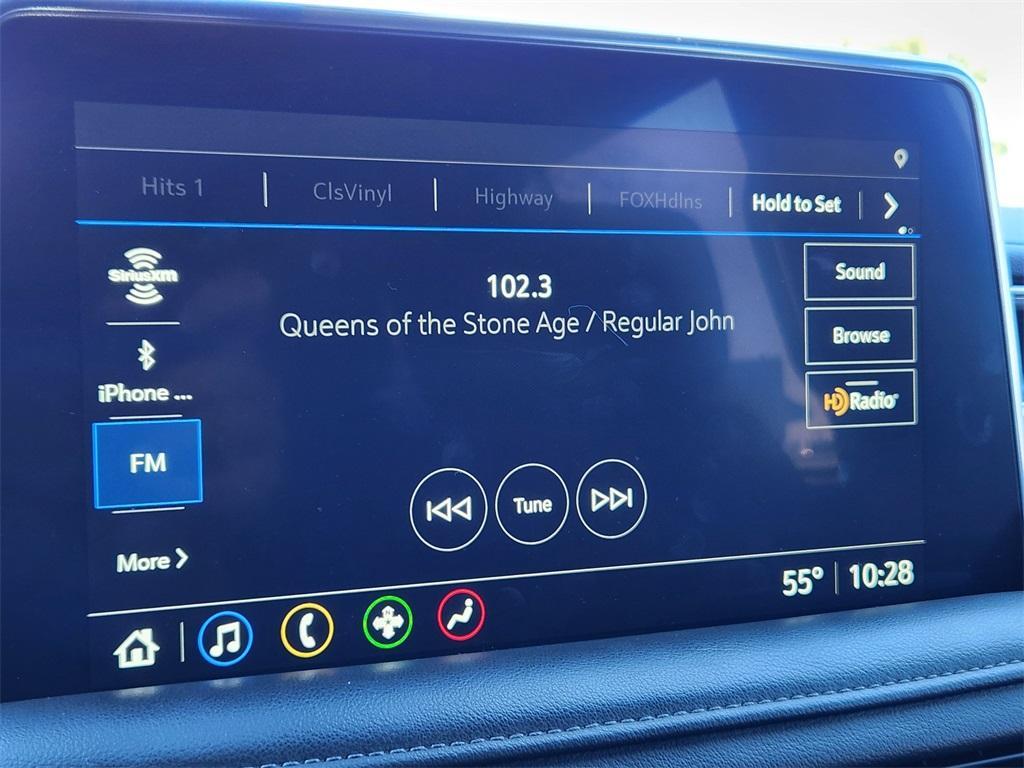 Hits 1
ClsVinyl
Highway
FOXHdlns
Hold to Set
SiriusXM
iPhone ...
FM
More
102.3
Queens of the Stone Age / Regular John
Sound
Browse
HD Radio
Tune
N
55° 10:28